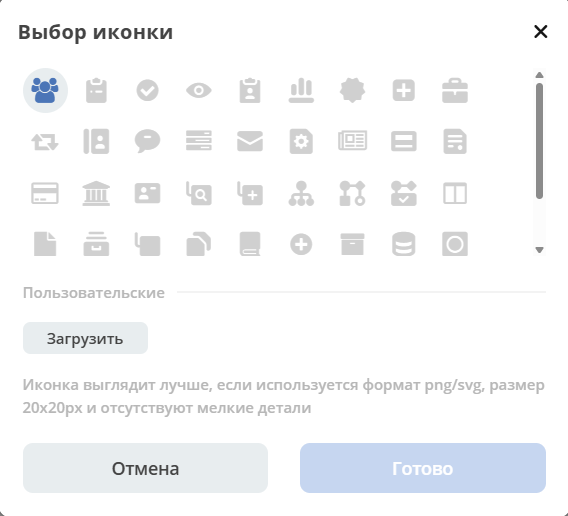 Выбор иконки
Пользовательские
Загрузить
Иконка выглядит лучше, если используется формат png/svg, размер
20x20px и отсутствуют мелкие детали
Отмена
Готово